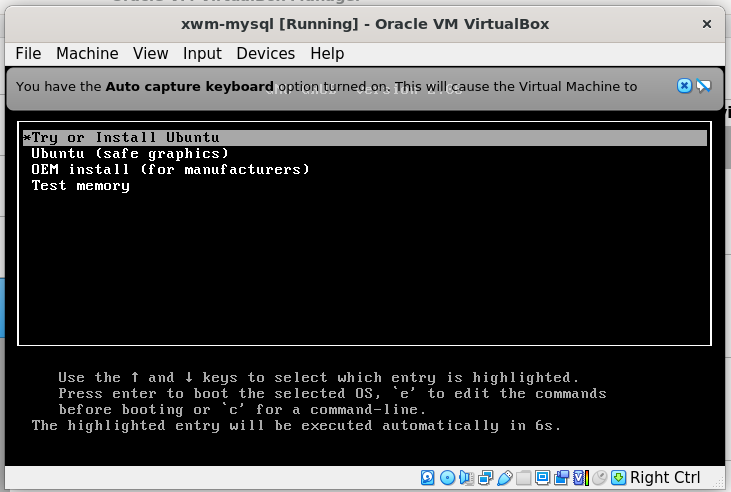 xwm-mysql [Running] - Oracle VM VirtualBox
File Machine View Input Devices Help
You have the Auto capture keyboard option turned on. This will cause the Virtual Machine to
*Try or Install Ubuntu
Ubuntu (safe graphics)
OEM install (for manufacturers)
Test memory
Use the ↑ and ↓ keys to select which entry is highlighted.
Press enter to boot the selected OS, `e' to edit the commands
before booting or `c' for a command-line.
The highlighted entry will be executed automatically in 6s.
Right Ctrl